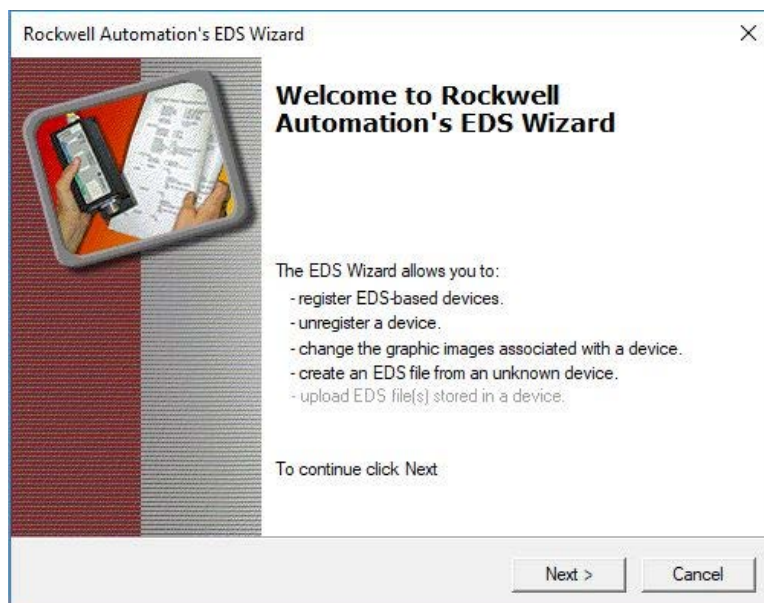 Rockwell Automation's EDS Wizard
Welcome to Rockwell
Automation's EDS Wizard
The EDS Wizard allows you to:
- register EDS-based devices.
- unregister a device.
- change the graphic images associated with a device.
- create an EDS file from an unknown device.
- upload EDS file(s) stored in a device.
To continue click Next
Next >
Cancel